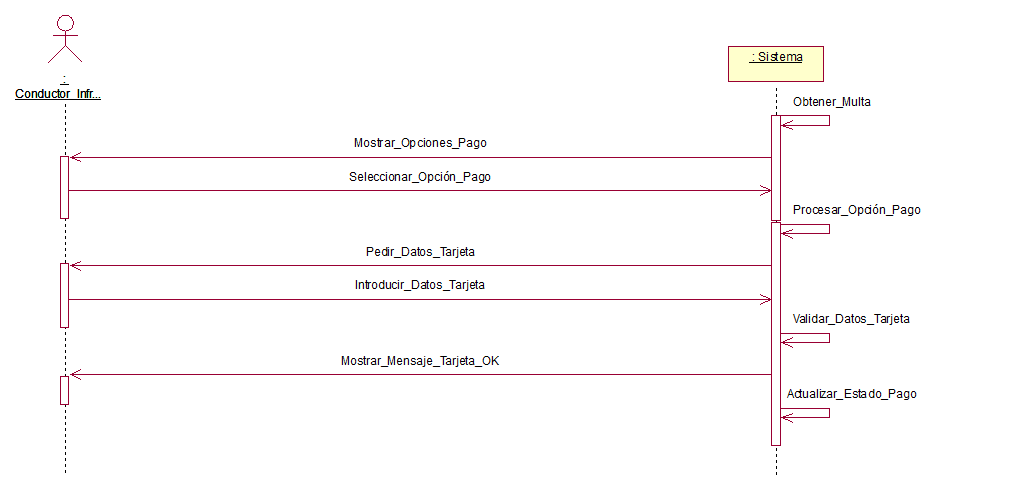 :
Conductor_Infr...
: Sistema
Obtener_Multa
Mostrar_Opciones_Pago
Seleccionar_Opción_Pago
Procesar_Opción_Pago
Pedir_Datos_Tarjeta
Introducir_Datos_Tarjeta
Validar_Datos_Tarjeta
Mostrar_Mensaje_Tarjeta_OK
Actualizar_Estado_Pago